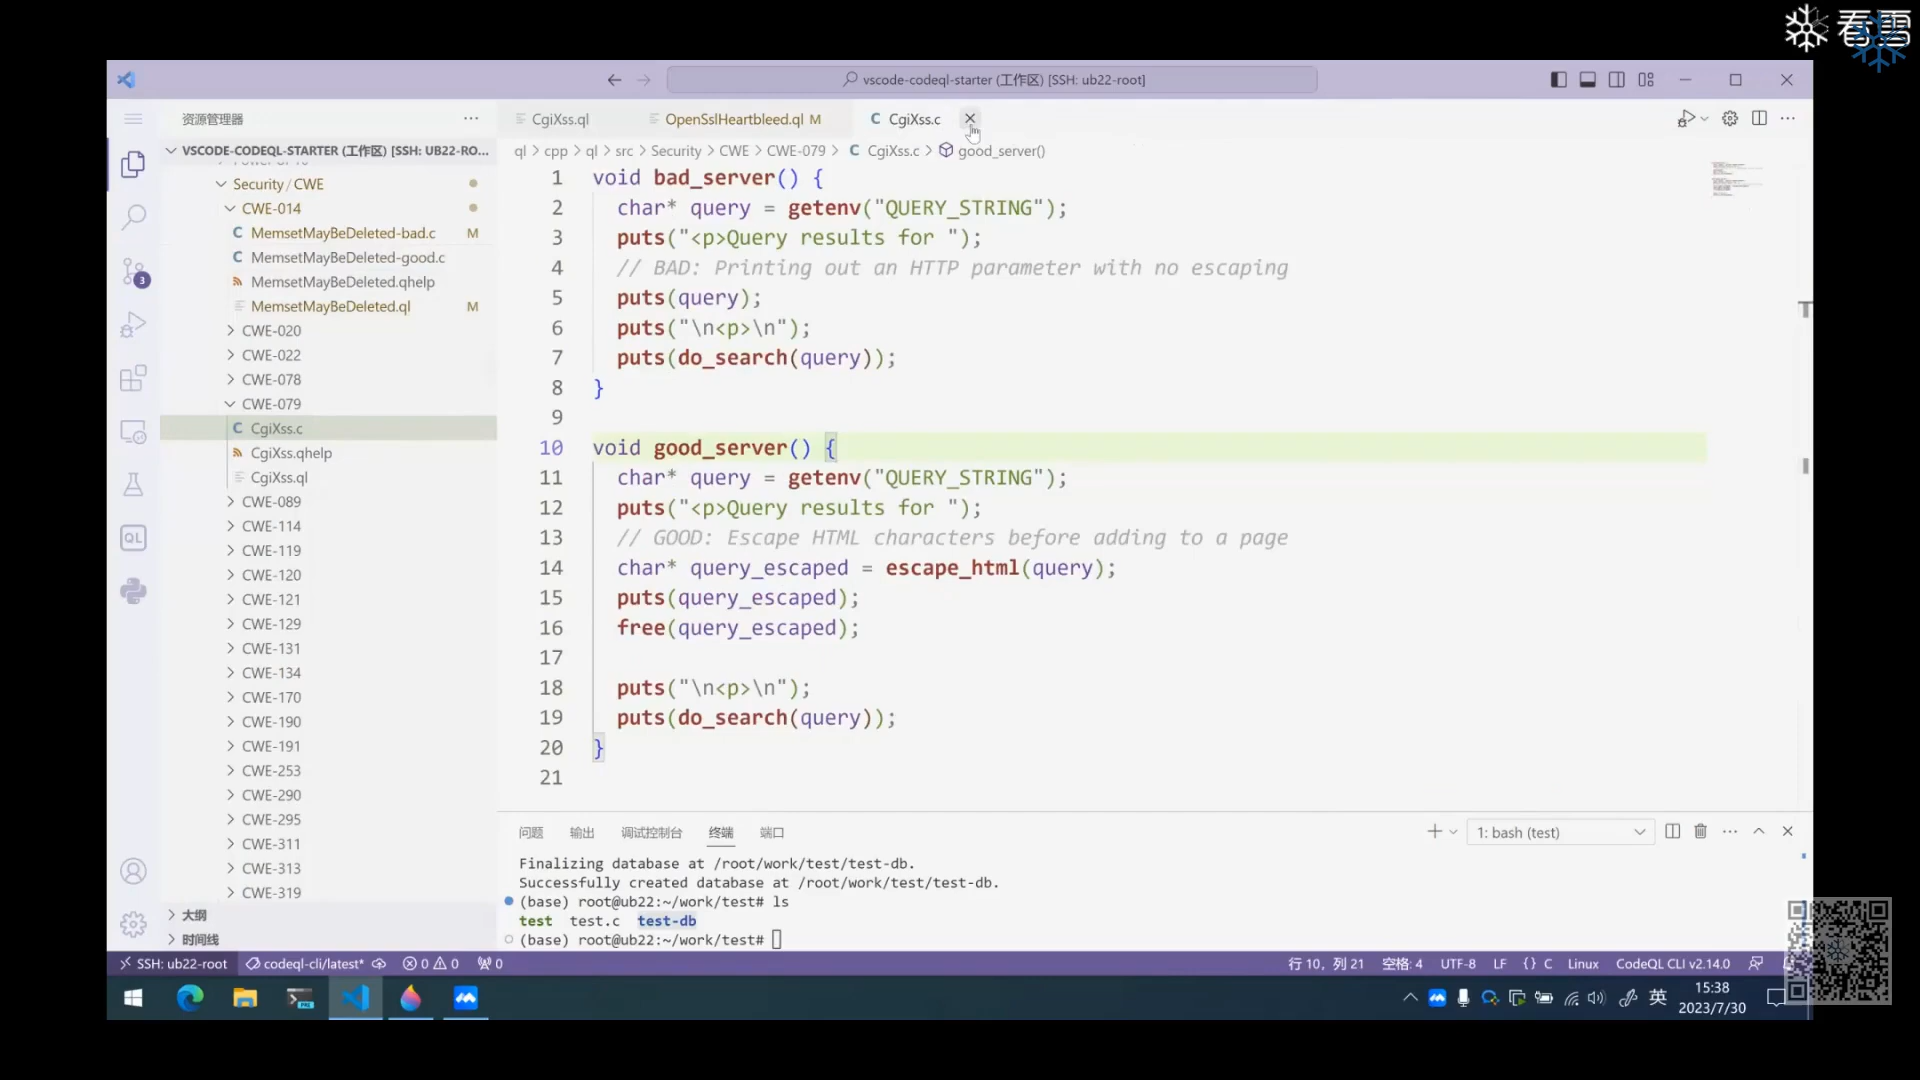 看雪
vscode-codeql-starter (工作区) [SSH: ub22-root]
资源管理器
CgiXss.ql
OpenSslHeartbleed.ql M
C CgiXss.c
VSCODE-CODEQL-STARTER (工作区) [SSH: UB22-RO...
ql > cpp > ql > src > Security > CWE > CWE-079 > C CgiXss.c > good_server()
Security / CWE
CWE-014
C MemsetMayBeDeleted-bad.c M
C MemsetMayBeDeleted-good.c
MemsetMayBeDeleted.qhelp
MemsetMayBeDeleted.ql M
CWE-020
CWE-022
CWE-078
CWE-079
C CgiXss.c
CgiXss.qhelp
CgiXss.ql
CWE-089
CWE-114
CWE-119
CWE-120
CWE-121
CWE-129
CWE-131
CWE-134
CWE-170
CWE-190
CWE-191
CWE-253
CWE-290
CWE-295
CWE-311
CWE-313
CWE-319
大纲
时间线
3
QL
1 void bad_server() {
2 char* query = getenv("QUERY_STRING");
3 puts("<p>Query results for ");
4 // BAD: Printing out an HTTP parameter with no escaping
5 puts(query);
6 puts("\n<p>\n");
7 puts(do_search(query));
8 }
9
10 void good_server() {
11 char* query = getenv("QUERY_STRING");
12 puts("<p>Query results for ");
13 // GOOD: Escape HTML characters before adding to a page
14 char* query_escaped = escape_html(query);
15 puts(query_escaped);
16 free(query_escaped);
17
18 puts("\n<p>\n");
19 puts(do_search(query));
20 }
21
问题 输出 调试控制台 终端 端口
1: bash (test)
Finalizing database at /root/work/test/test-db.
Successfully created database at /root/work/test/test-db.
(base) root@ub22:~/work/test# ls
test test.c test-db
(base) root@ub22:~/work/test#
SSH: ub22-root codeql-cli/latest* 0 0 0
行 10，列 21 空格: 4 UTF-8 LF {} C Linux CodeQL CLI v2.14.0
英
15:38
2023/7/30